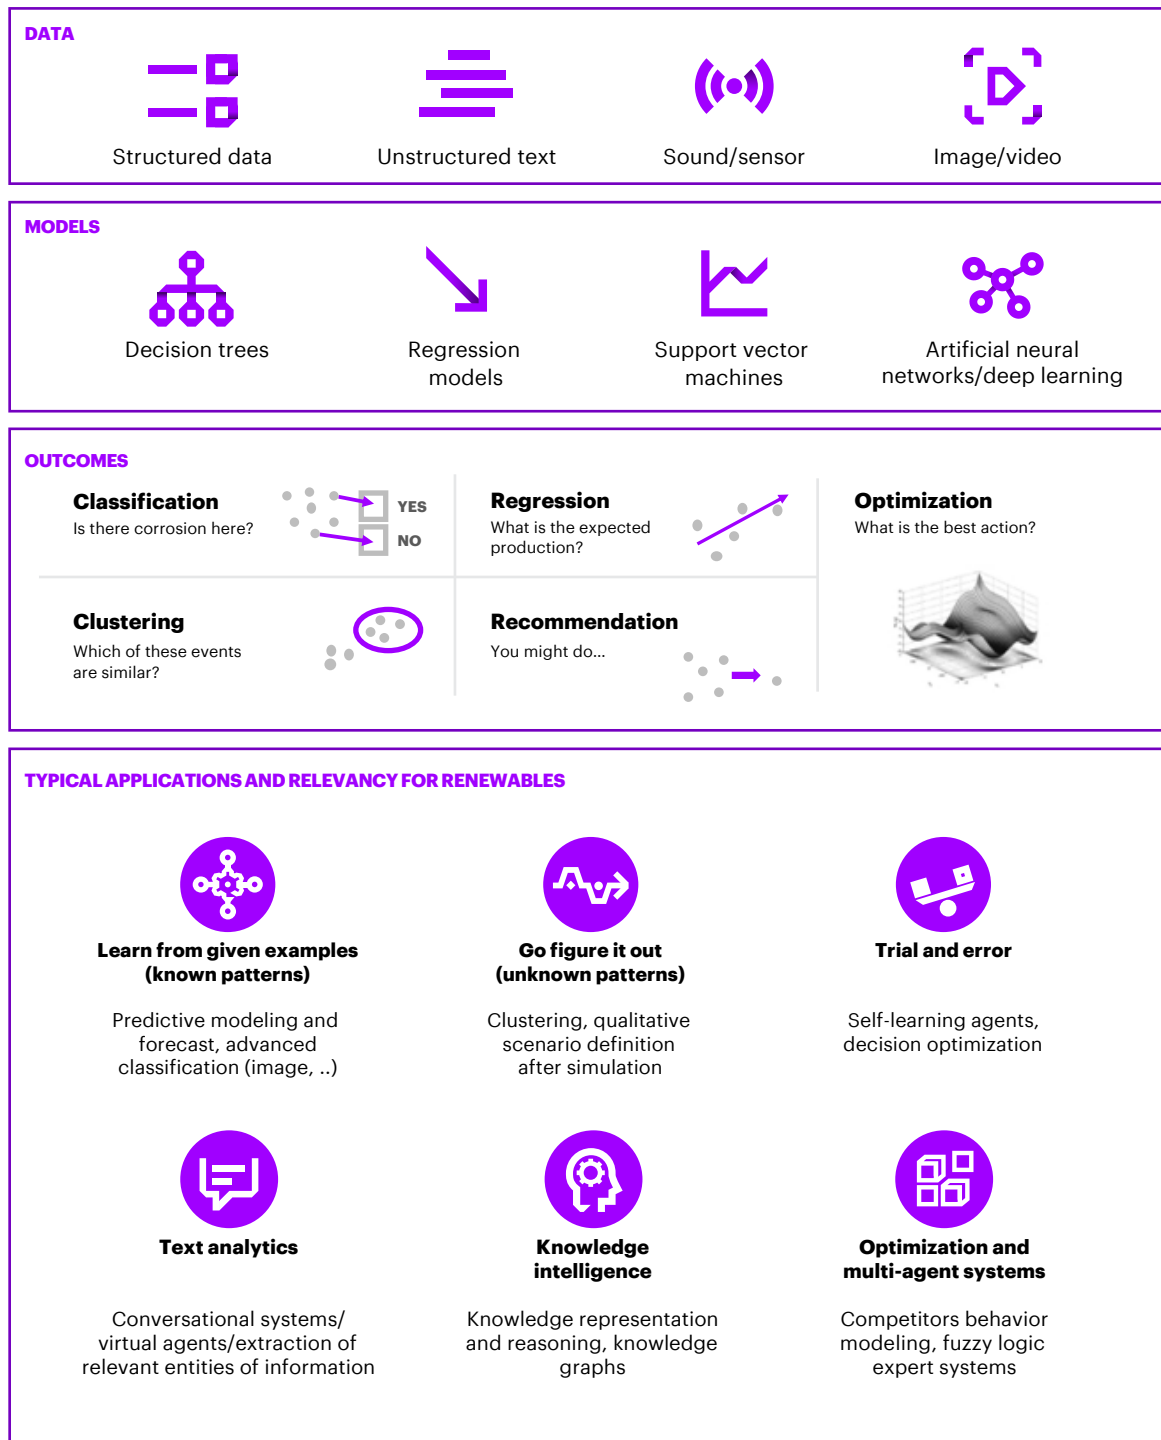 DATA
Structured data
Unstructured text
Sound/sensor
Image/video
MODELS
Decision trees
Regression
models
Support vector
machines
Artificial neural
networks/deep learning
OUTCOMES
Classification
Is there corrosion here?
YES
NO
Regression
What is the expected
production?
Optimization
What is the best action?
Clustering
Which of these events
are similar?
Recommendation
You might do...
TYPICAL APPLICATIONS AND RELEVANCY FOR RENEWABLES
Learn from given examples
(known patterns)
Predictive modeling and
forecast, advanced
classification (image, ..)
Go figure it out
(unknown patterns)
Clustering, qualitative
scenario definition
after simulation
Trial and error
Self-learning agents,
decision optimization
Text analytics
Conversational systems/
virtual agents/extraction of
relevant entities of information
Knowledge
intelligence
Knowledge representation
and reasoning, knowledge
graphs
Optimization and
multi-agent systems
Competitors behavior
modeling, fuzzy logic
expert systems